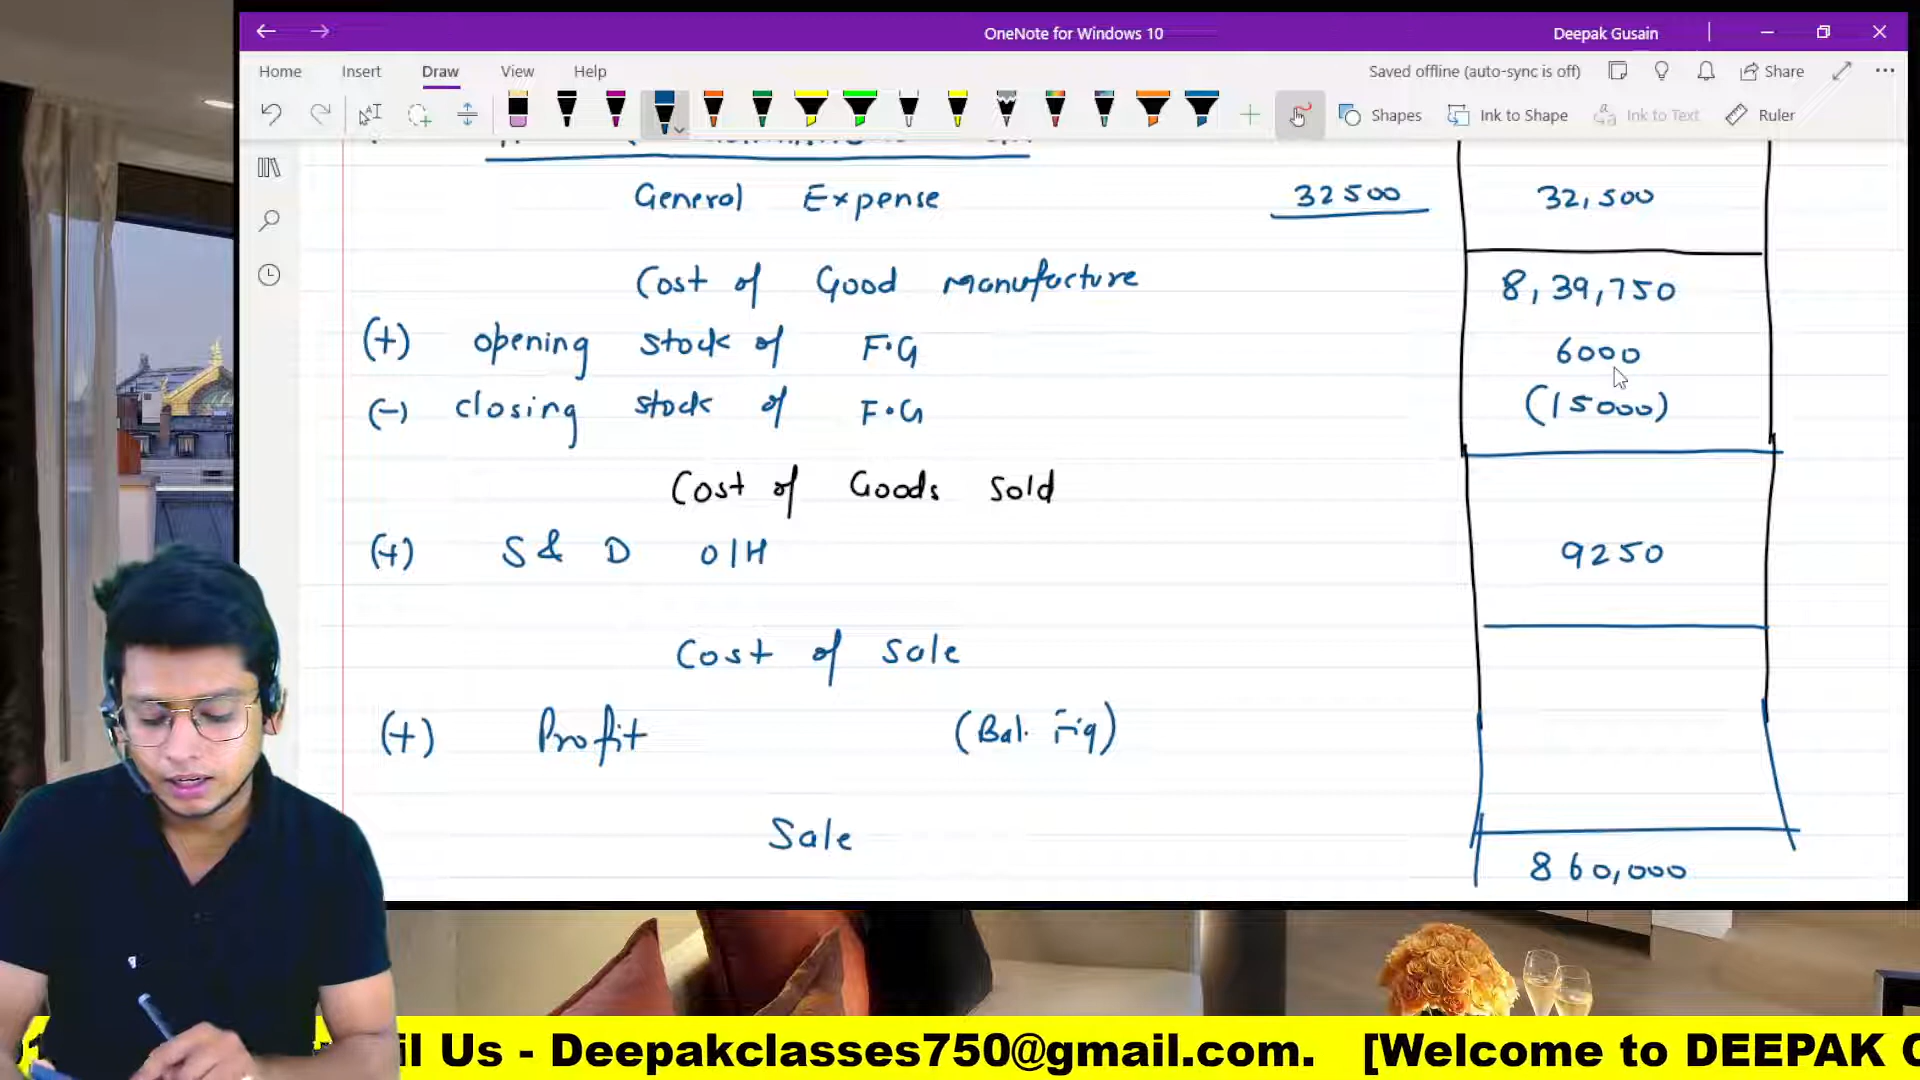 OneNote for Windows 10
Deepak Gusain
Home Insert Draw View Help
Saved offline (auto-sync is off) Share
Shapes Ink to Shape Ink to Text Ruler
General Expense 32500 32,500
Cost of Good manufacture 8,39,750
(+) opening stock of F.G 6000
(-) closing stock of F.G (15000)
Cost of Goods Sold
(+) S & D O/H 9250
Cost of Sale
(+) Profit (Bal. Fig)
Sale
860,000
il Us - Deepakclasses750@gmail.com. [Welcome to DEEPAK C